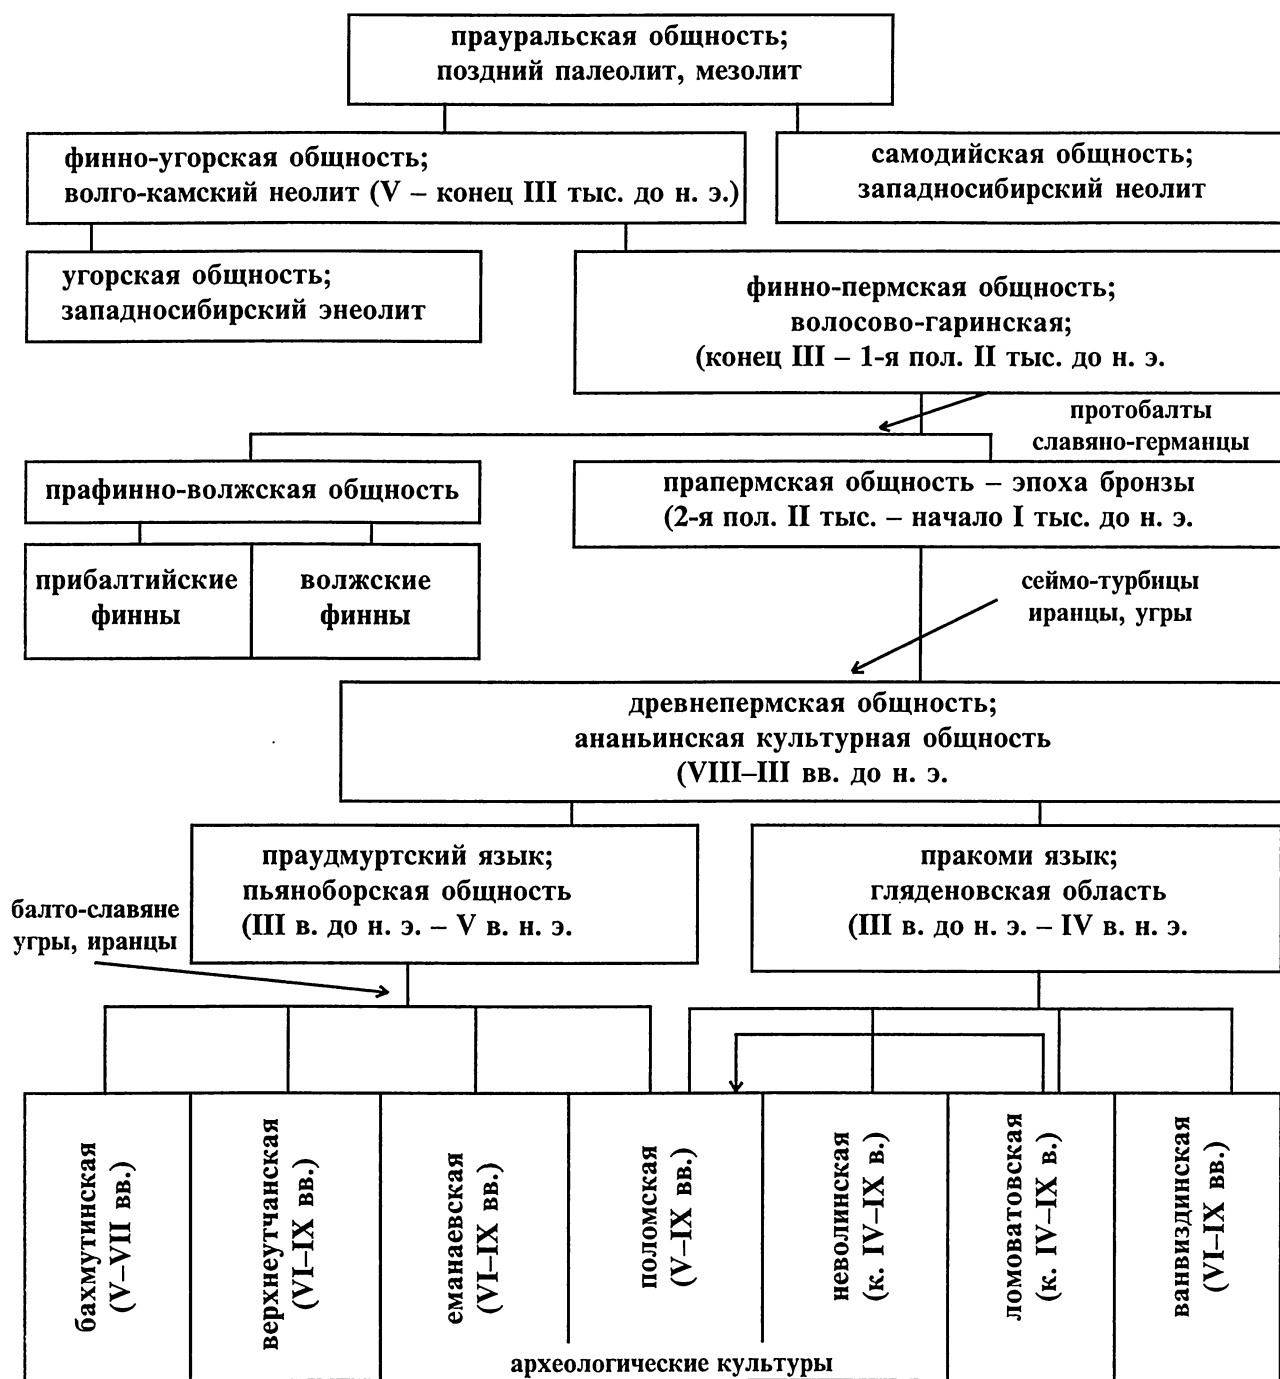 прауральская общность;
поздний палеолит, мезолит
финно-угорская общность;
волго-камский неолит (V – конец III тыс. до н. э.)
самодийская общность;
западносибирский неолит
угорская общность;
западносибирский энеолит
финно-пермская общность;
волосово-гаринская;
(конец III – 1-я пол. II тыс. до н. э.
протобалты
славяно-германцы
прафинно-волжская общность
прапермская общность – эпоха бронзы
(2-я пол. II тыс. – начало I тыс. до н. э.
прибалтийские
финны
волжские
финны
сеймо-турбицы
иранцы, угры
древнепермская общность;
ананьинская культурная общность
(VIII–III вв. до н. э.
праудмуртский язык;
пьяноборская общность
(III в. до н. э. – V в. н. э.
пракоми язык;
гляденовская область
(III в. до н. э. – IV в. н. э.
балто-славяне
угры, иранцы
бахмутинская
(V–VII вв.)
верхнеутчанская
(VI–IX вв.)
еманаевская
(VI–IX вв.)
поломская
(V–IX вв.)
неволинская
(к. IV–IX в.)
ломоватовская
(к. IV–IX в.)
ванвиздинская
(VI–IX вв.)
археологические культуры